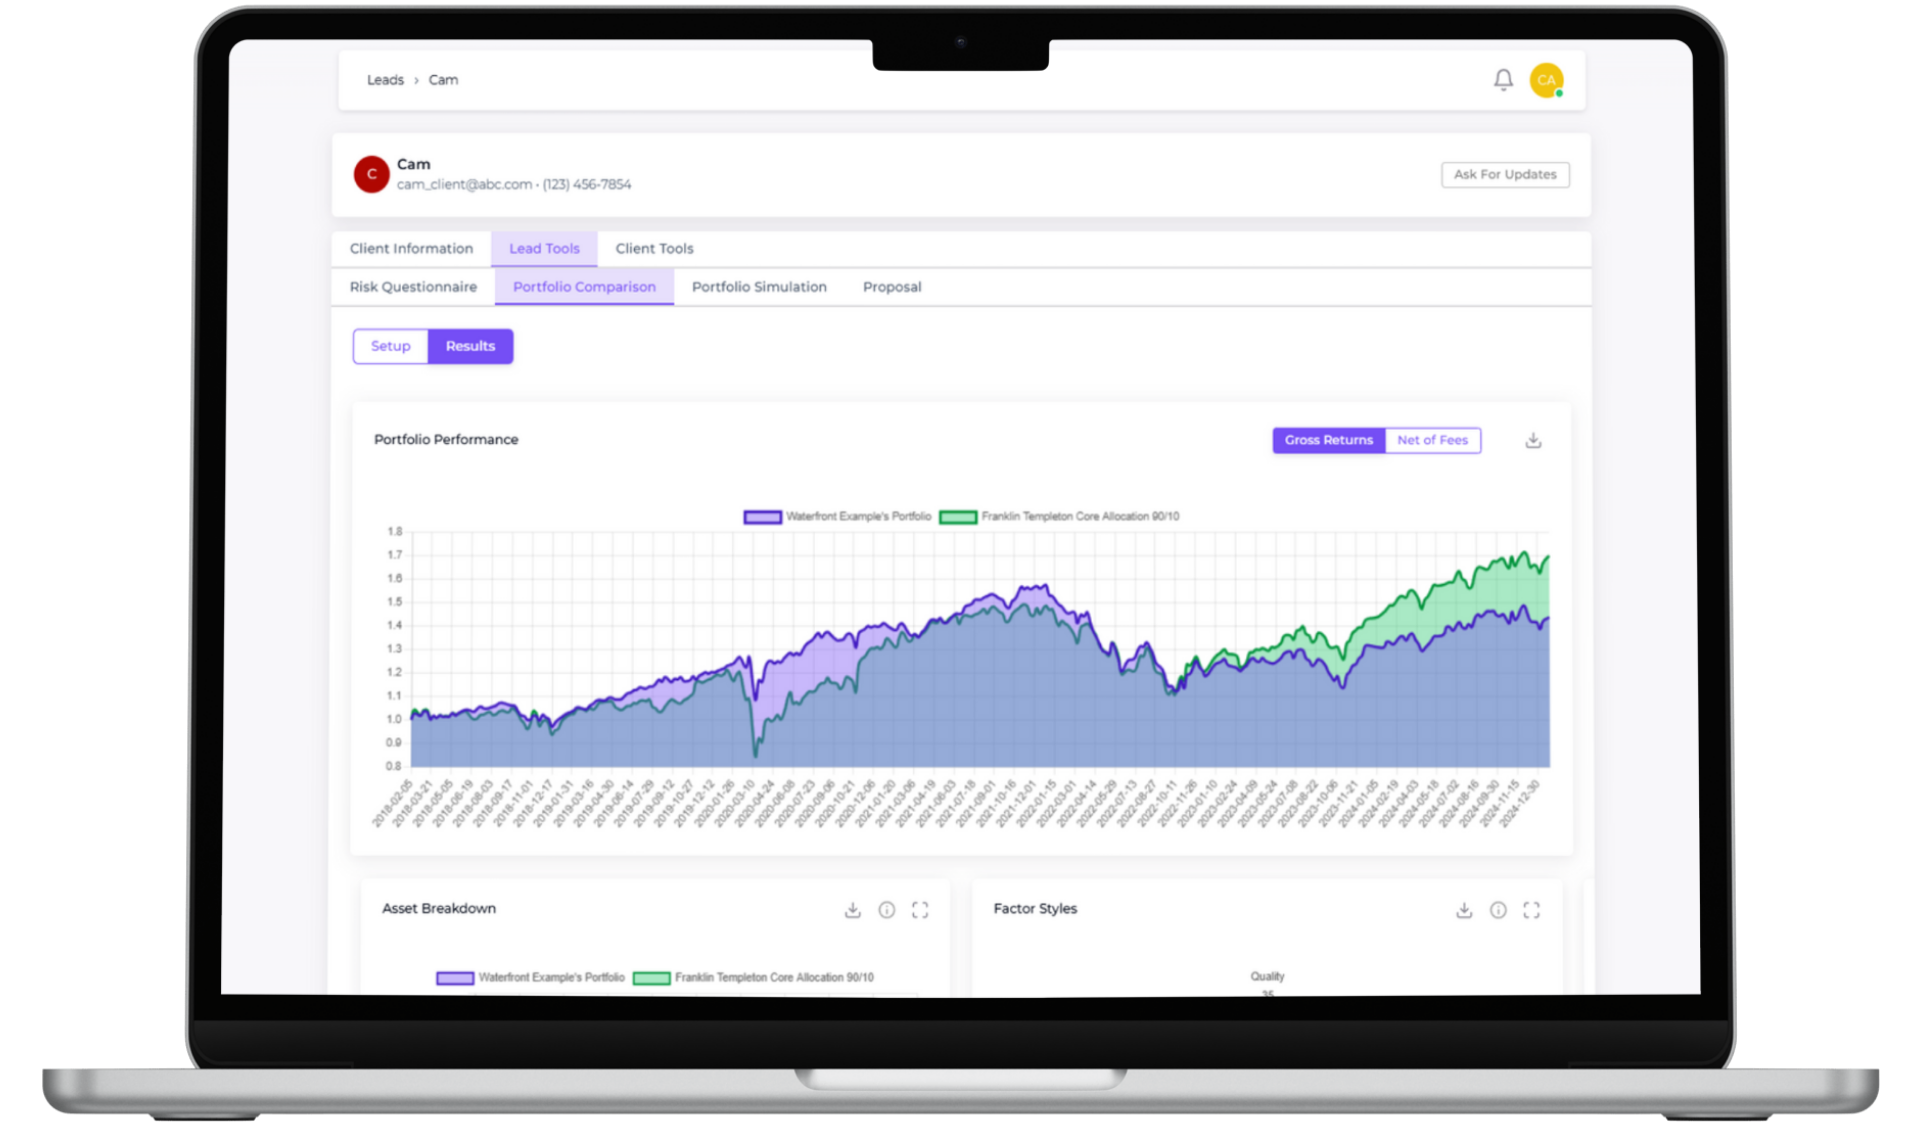 Leads > Cam
CA
C
Cam
cam_client@abc.com · (123) 456-7854
Ask For Updates
Client Information Lead Tools Client Tools
Risk Questionnaire Portfolio Comparison Portfolio Simulation Proposal
Setup Results
Portfolio Performance
Gross Returns Net of Fees
Waterfront Example's Portfolio Franklin Templeton Core Allocation 90/10
1.8
1.7
1.6
1.5
1.4
1.3
1.2
1.1
1.0
0.9
0.8
2018-02-05 2018-03-21 2018-05-05 2018-06-19 2018-08-03 2018-09-17 2018-11-01 2018-12-17 2019-01-31 2019-03-16 2019-04-30 2019-06-14 2019-07-29 2019-09-12 2019-10-27 2019-12-12 2020-01-26 2020-03-10 2020-04-24 2020-06-08 2020-07-23 2020-09-06 2020-10-21 2020-12-06 2021-01-20 2021-03-06 2021-04-19 2021-06-03 2021-07-18 2021-09-01 2021-10-16 2021-12-01 2022-01-15 2022-03-01 2022-04-14 2022-05-29 2022-07-13 2022-08-27 2022-10-11 2022-11-26 2023-01-10 2023-02-24 2023-04-09 2023-05-24 2023-07-08 2023-08-22 2023-10-06 2023-11-21 2024-01-05 2024-02-19 2024-04-03 2024-05-18 2024-07-02 2024-08-16 2024-09-30 2024-11-15 2024-12-30
Asset Breakdown
Waterfront Example's Portfolio Franklin Templeton Core Allocation 90/10
Factor Styles
Quality